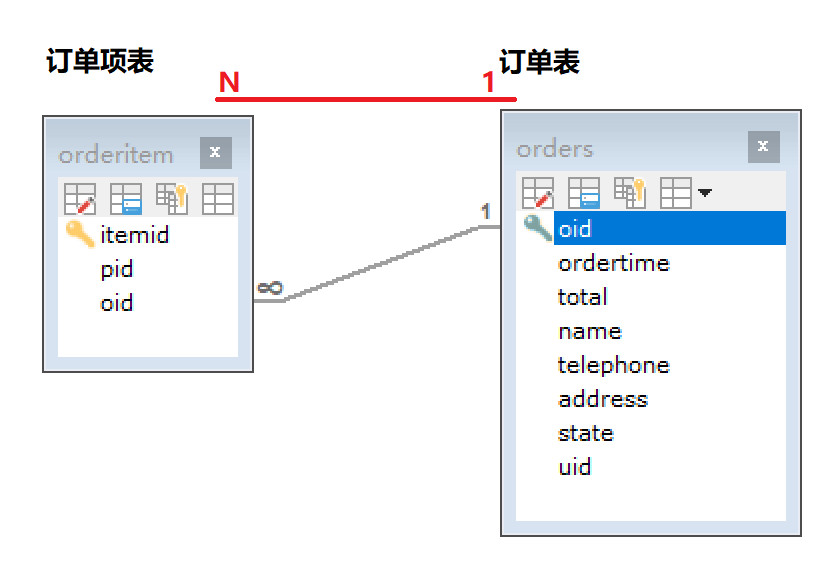 订单项表
N
1
订单表
orderitem
x
itemid
pid
oid
∞
1
orders
x
oid
ordertime
total
name
telephone
address
state
uid